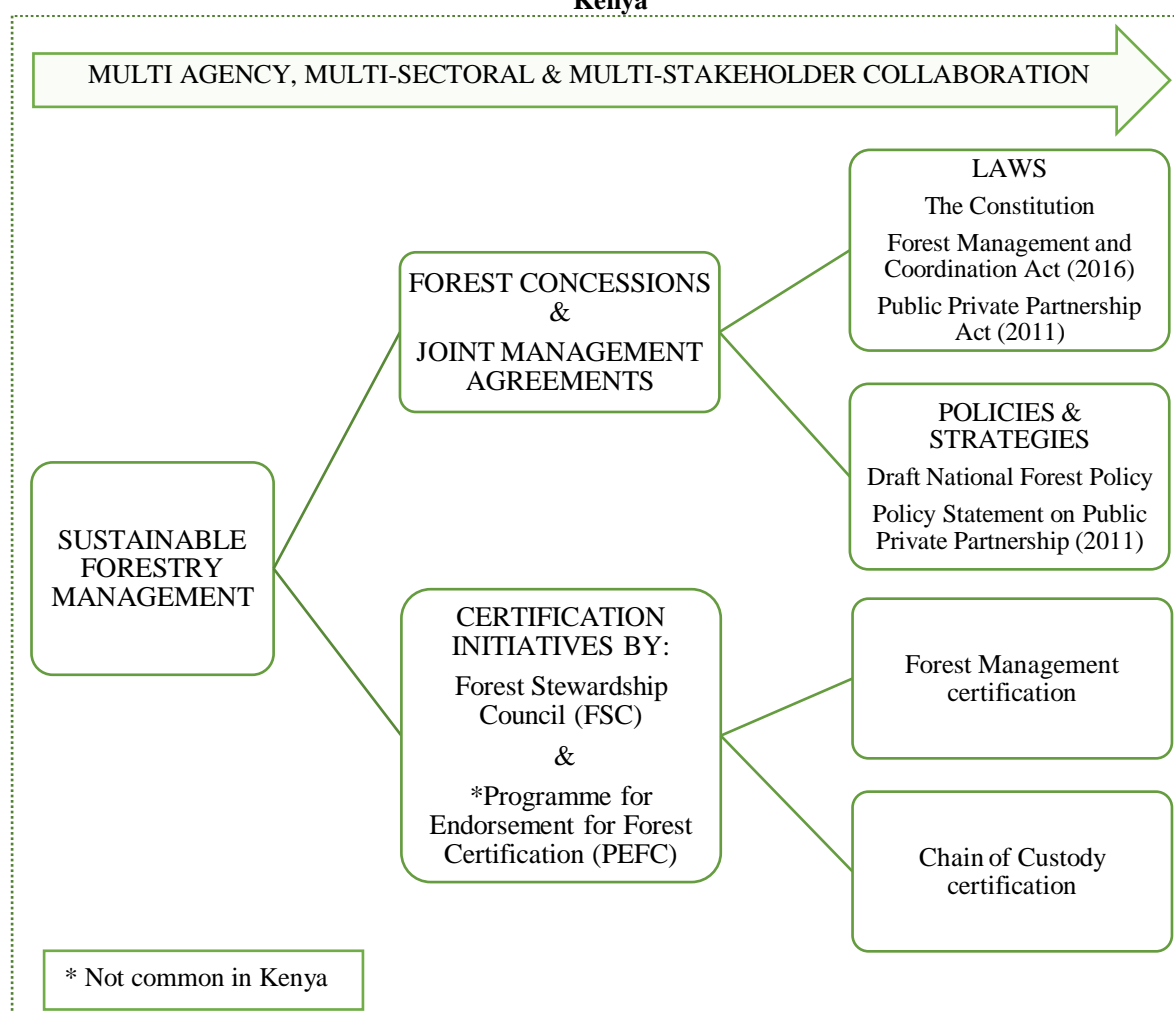 Kenya
MULTI AGENCY, MULTI-SECTORAL & MULTI-STAKEHOLDER COLLABORATION
LAWS
The Constitution
Forest Management and
Coordination Act (2016)
Public Private Partnership
Act (2011)
FOREST CONCESSIONS
&
JOINT MANAGEMENT
AGREEMENTS
POLICIES &
STRATEGIES
Draft National Forest Policy
Policy Statement on Public
Private Partnership (2011)
SUSTAINABLE
FORESTRY
MANAGEMENT
CERTIFICATION
INITIATIVES BY:
Forest Stewardship
Council (FSC)
&
*Programme for
Endorsement for Forest
Certification (PEFC)
Forest Management
certification
Chain of Custody
certification
* Not common in Kenya